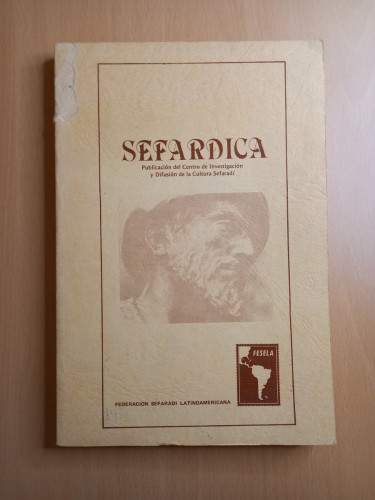 SEFARDICA
Publicación del Centro de Investigación
y Difusión de la Cultura Sefaradí
FESELA
FEDERACION SEFARADI LATINOAMERICANA